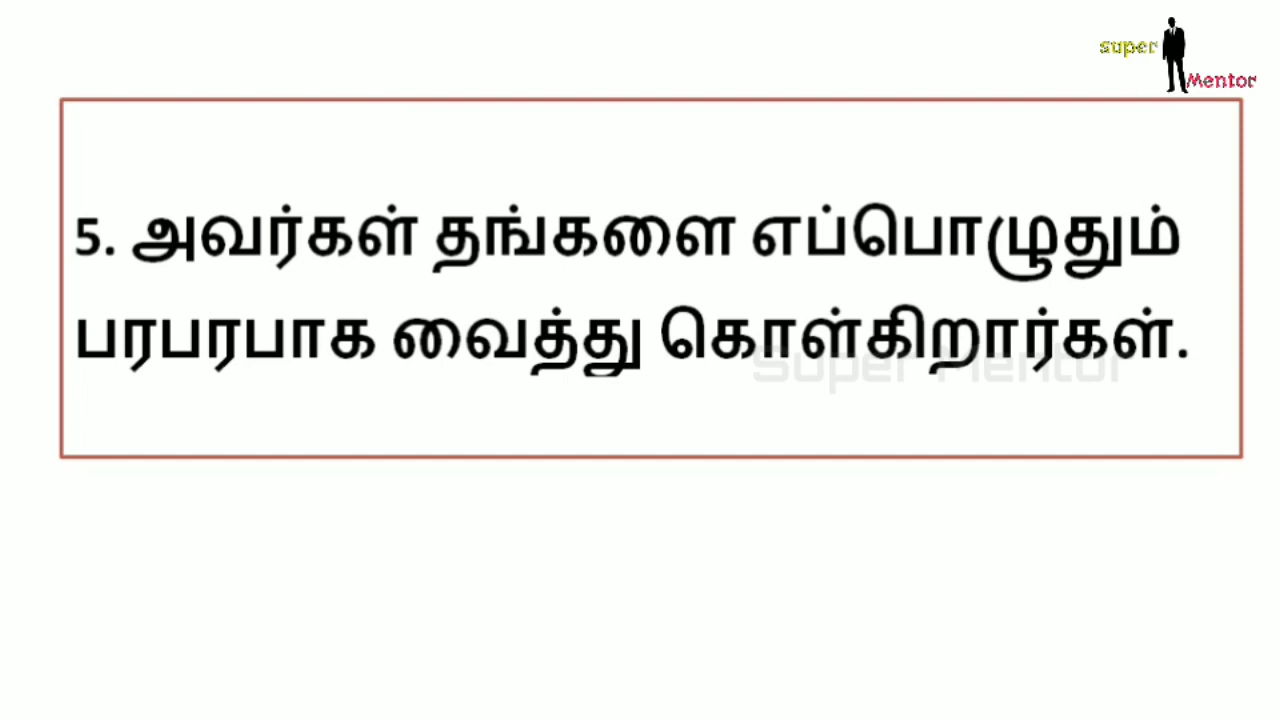 super
Mentor
5. அவர்கள் தங்களை எப்பொழுதும்
பரபரபாக வைத்து கொள்கிறார்கள்.
Super Mentor